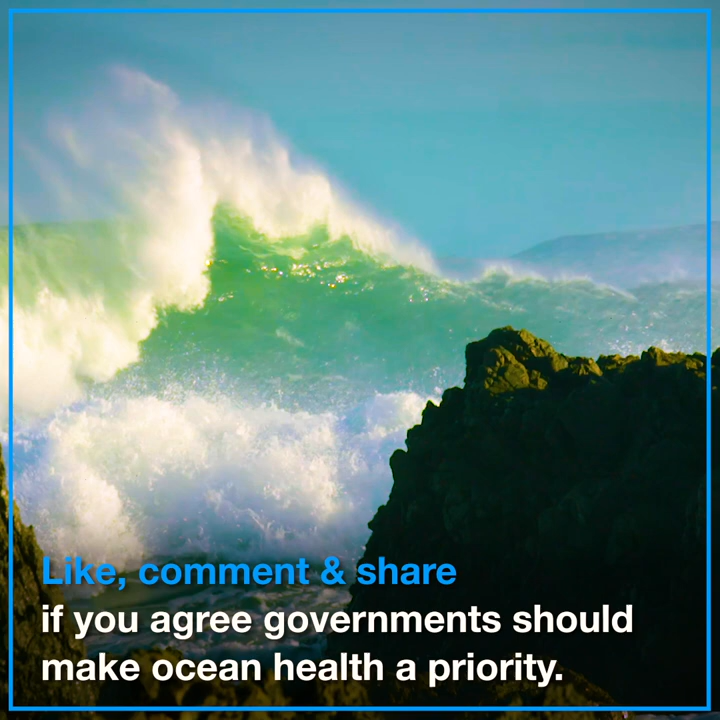 Like, comment & share
if you agree governments should
make ocean health a priority.